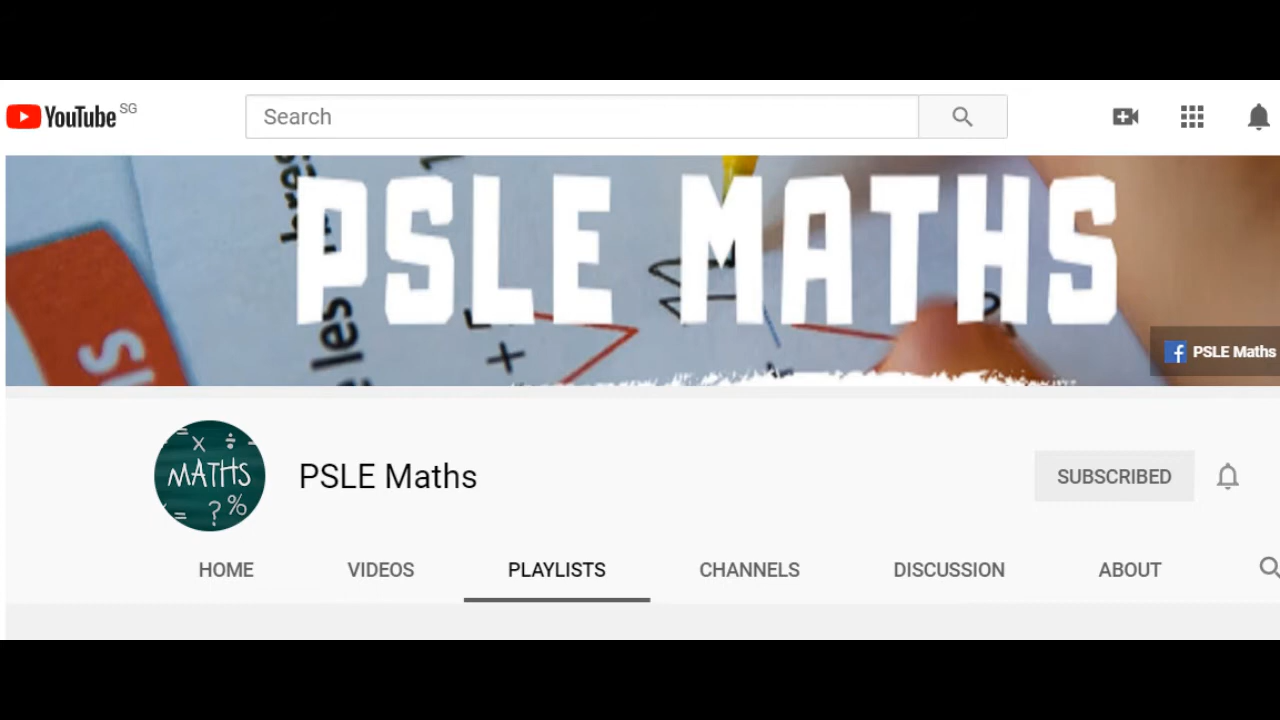 YouTube SG
Search
PSLE MATHS
PSLE Maths
× ÷ -
MATHS
= ? %
PSLE Maths
SUBSCRIBED
HOME VIDEOS PLAYLISTS CHANNELS DISCUSSION ABOUT